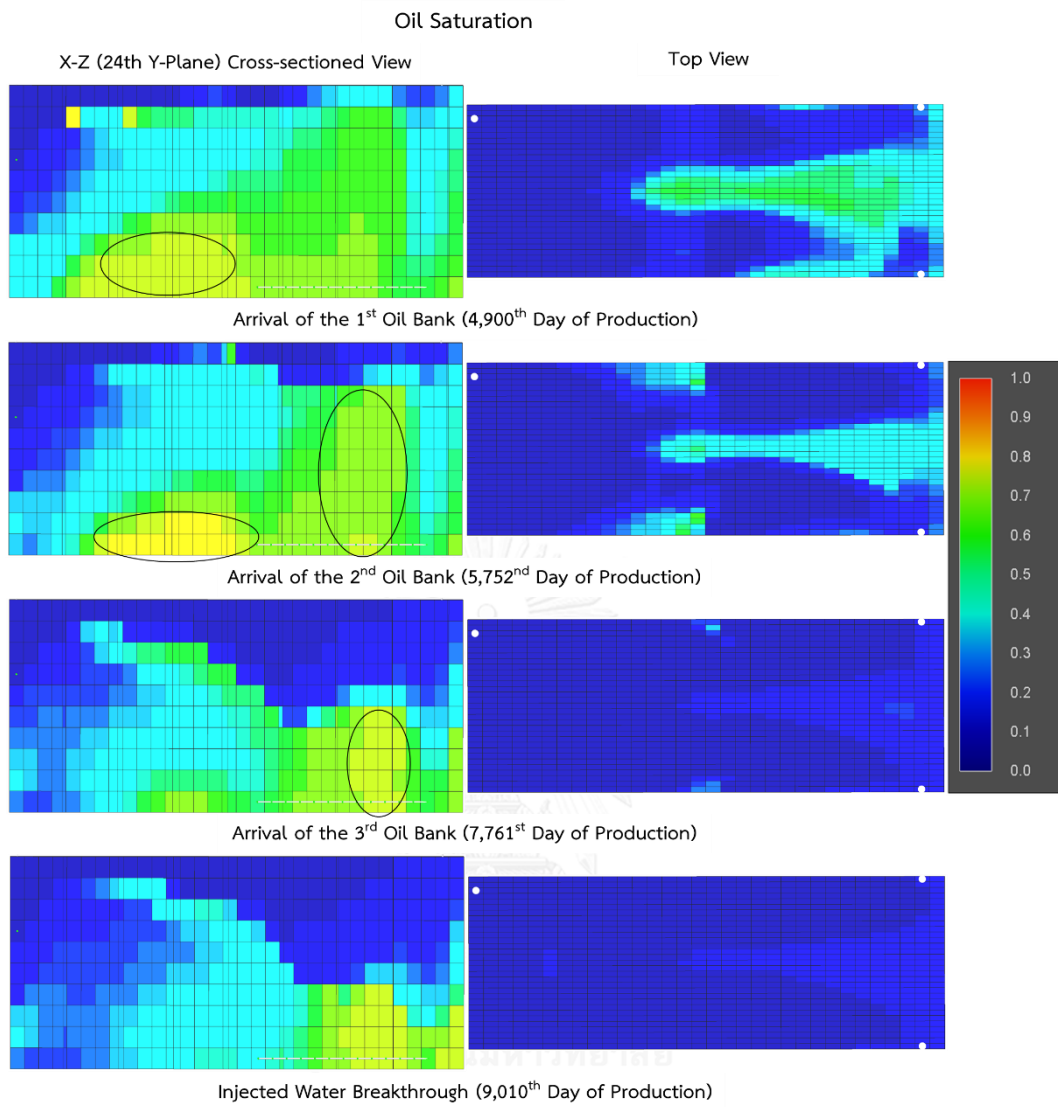 Oil Saturation
X-Z (24th Y-Plane) Cross-sectioned View
Top View
Arrival of the 1st Oil Bank (4,900th Day of Production)
Arrival of the 2nd Oil Bank (5,752nd Day of Production)
1.0
0.9
0.8
0.7
0.6
0.5
0.4
0.3
0.2
0.1
0.0
Arrival of the 3rd Oil Bank (7,761st Day of Production)
Injected Water Breakthrough (9,010th Day of Production)